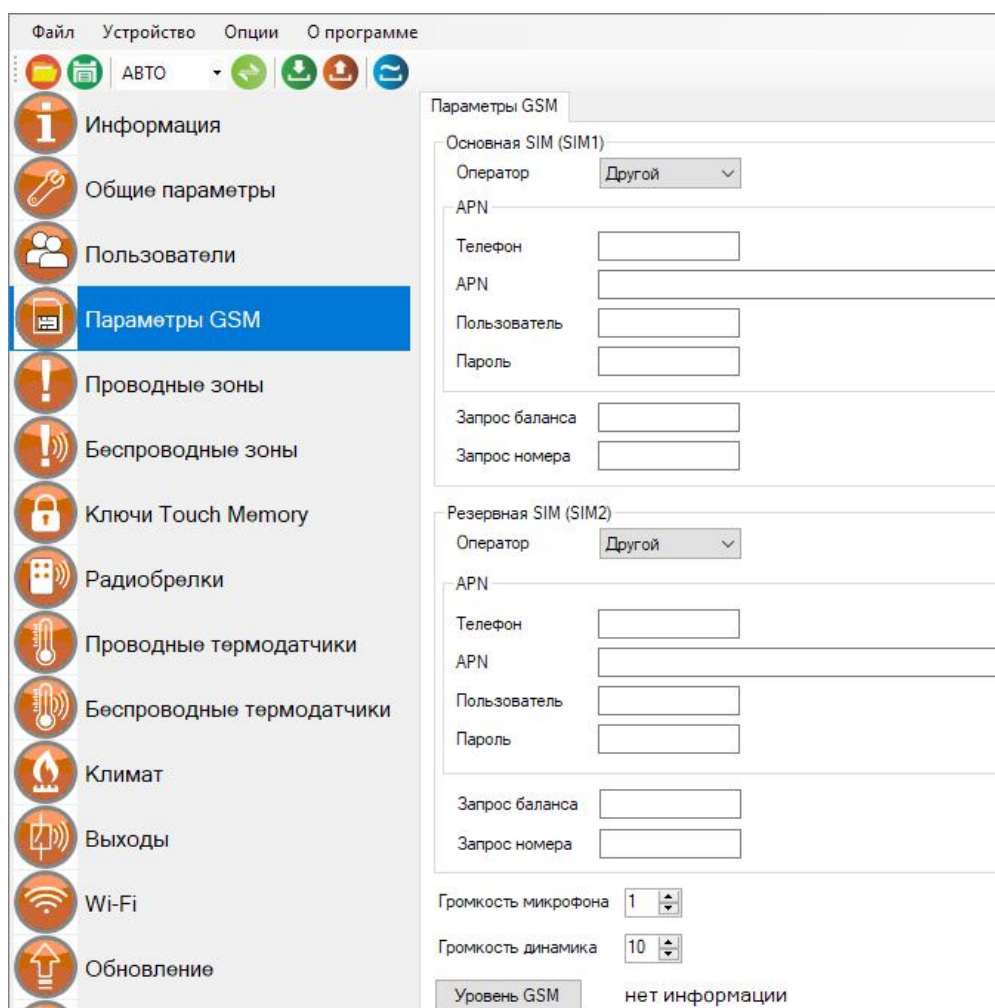 Файл Устройство Опции О программе
АВТО
Информация
Общие параметры
Пользователи
Параметры GSM
Проводные зоны
Беспроводные зоны
Ключи Touch Memory
Радиобрелки
Проводные термодатчики
Беспроводные термодатчики
Климат
Выходы
Wi-Fi
Обновление
Параметры GSM
Основная SIM (SIM1)
Оператор Другой
APN
Телефон
APN
Пользователь
Пароль
Запрос баланса
Запрос номера
Резервная SIM (SIM2)
Оператор Другой
APN
Телефон
APN
Пользователь
Пароль
Запрос баланса
Запрос номера
Громкость микрофона 1
Громкость динамика 10
Уровень GSM нет информации